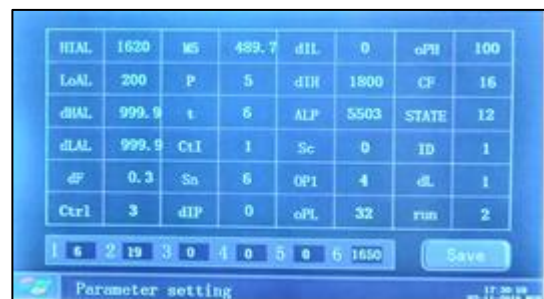 HIAL 1620 M5 489.7 dIL 0 oPH 100
LoAL 200 P 5 dIH 1800 CF 16
dHAL 999.9 t 6 ALP 5503 STATE 12
dLAL 999.9 CtI 1 Sc 0 ID 1
dF 0.3 Sn 6 OP1 4 dL 1
Ctrl 3 dIP 0 oPL 32 run 2
1 6 2 19 3 0 4 0 5 0 6 1650 Save
Parameter setting 17:30